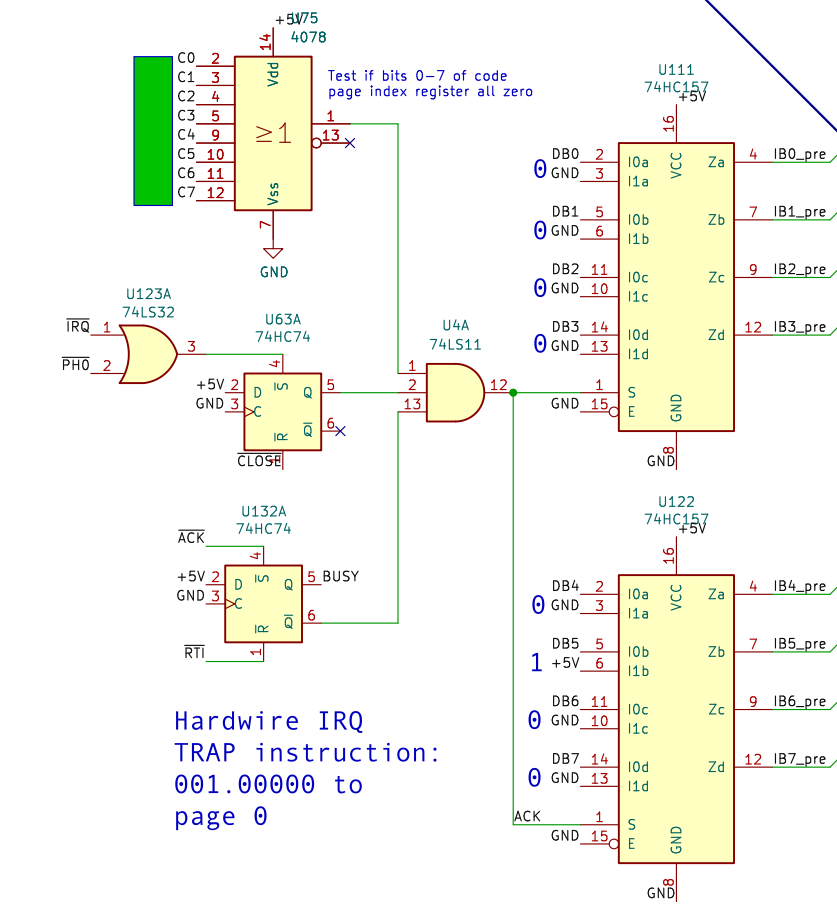 +5V
U75
4078
14
Vdd
C0 2
C1 3
C2 4
C3 5
C4 9
C5 10
C6 11
C7 12
≥1
1
13
Vss
7
GND
Test if bits 0-7 of code
page index register all zero
U123A
74LS32
IRQ 1
PH0 2
3
U63A
74HC74
4
+5V 2 D
GND 3 C
S
R
Q 5
Q 6
CLOSE
1
U4A
74LS11
1
2
13
12
U132A
74HC74
ACK
4
+5V 2 D
GND 3 C
S
R
Q 5 BUSY
Q 6
RTI
1
Hardwire IRQ
TRAP instruction:
001.00000 to
page 0
U111
74HC157
+5V
16
VCC
0
DB0 2 I0a
GND 3 I1a
0
DB1 5 I0b
GND 6 I1b
0
DB2 11 I0c
GND 10 I1c
0
DB3 14 I0d
GND 13 I1d
1 S
GND 15 E
Za 4 IB0_pre
Zb 7 IB1_pre
Zc 9 IB2_pre
Zd 12 IB3_pre
GND
8
GND
U122
74HC157
+5V
16
VCC
0
DB4 2 I0a
GND 3 I1a
1
DB5 5 I0b
+5V 6 I1b
0
DB6 11 I0c
GND 10 I1c
0
DB7 14 I0d
GND 13 I1d
ACK 1 S
GND 15 E
Za 4 IB4_pre
Zb 7 IB5_pre
Zc 9 IB6_pre
Zd 12 IB7_pre
GND
8
GND